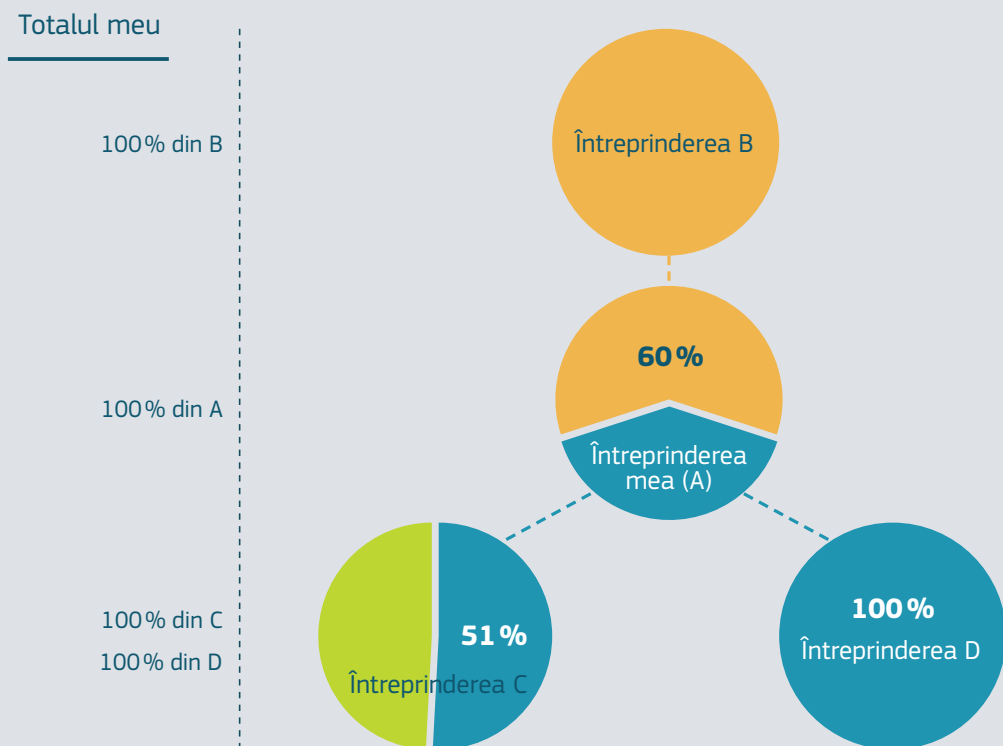 Totalul meu
100 % din B
Întreprinderea B
60 %
100 % din A
Întreprinderea
mea (A)
100 % din C
100 % din D
51 %
Întreprinderea C
100 %
Întreprinderea D